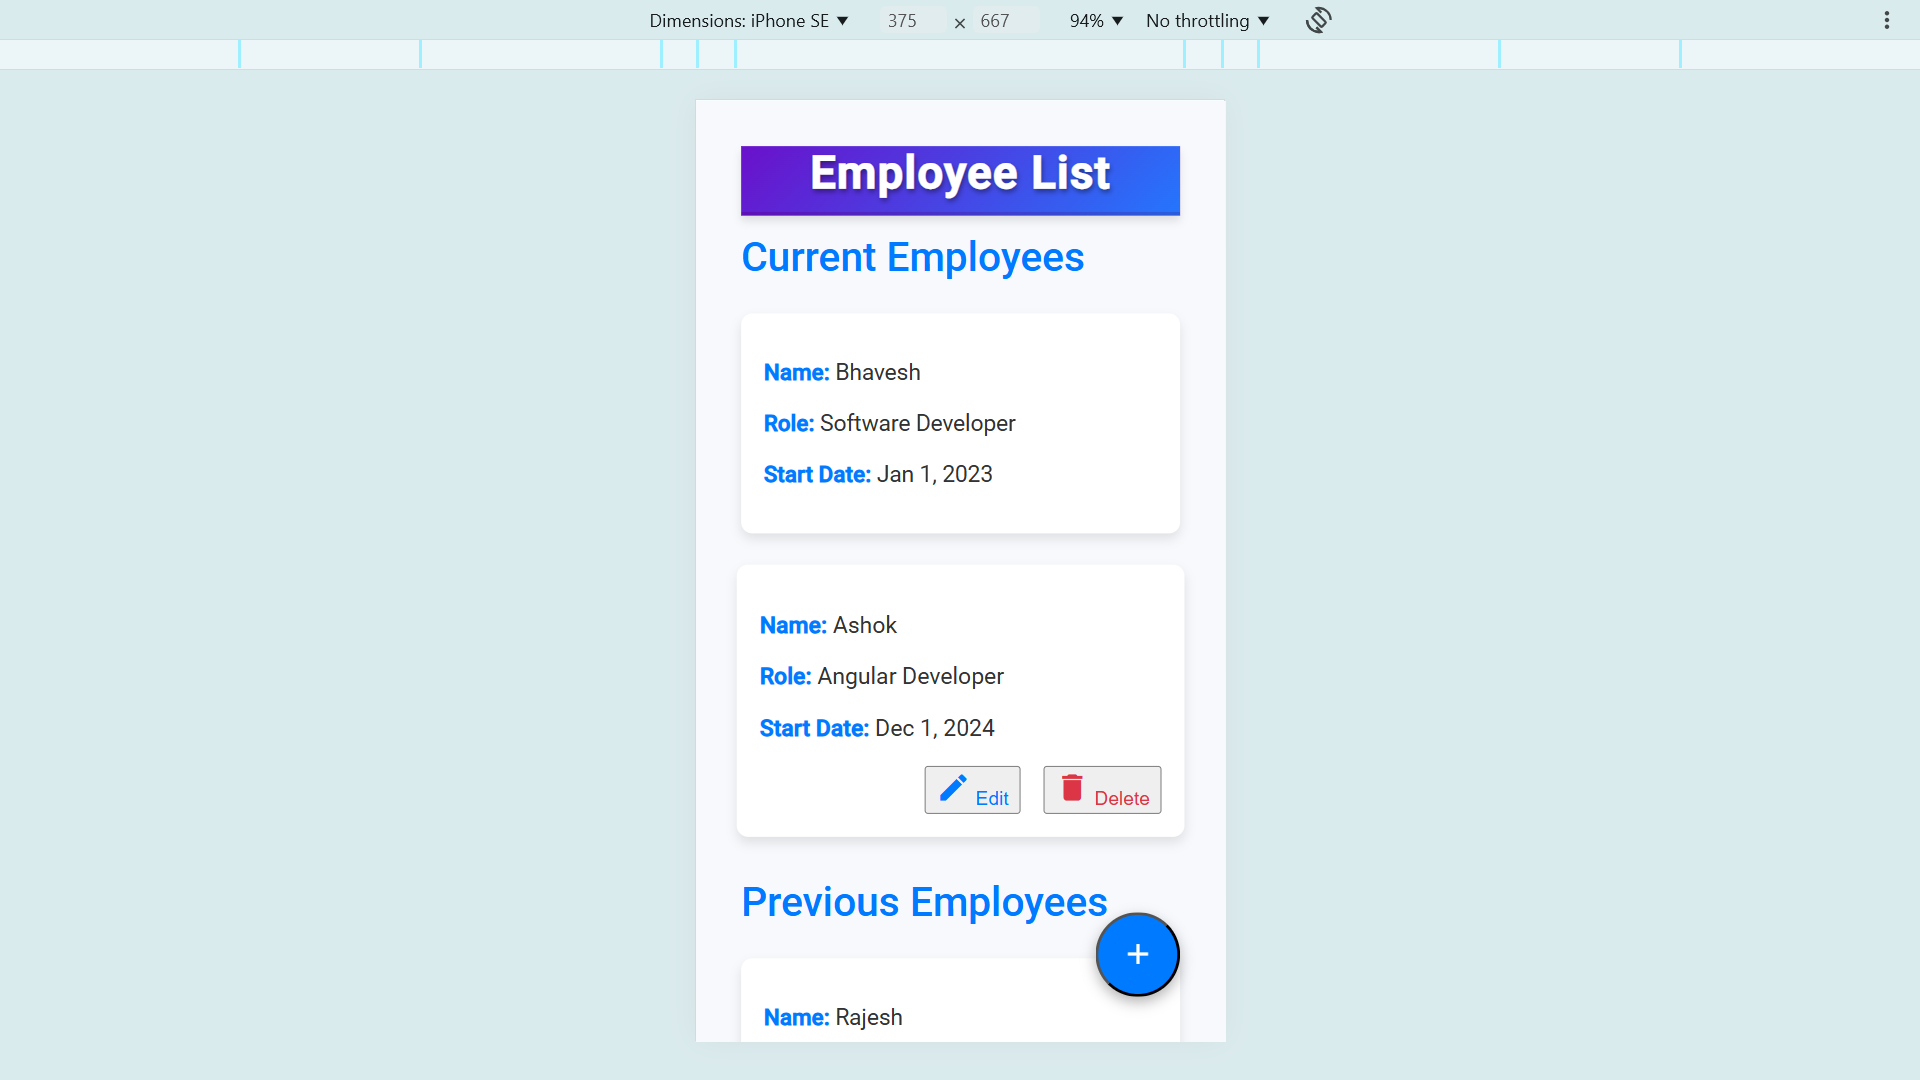 Dimensions: iPhone SE ▼ 375 × 667 94% ▼ No throttling ▼
Employee List
Current Employees
Name: Bhavesh
Role: Software Developer
Start Date: Jan 1, 2023
Name: Ashok
Role: Angular Developer
Start Date: Dec 1, 2024
Edit Delete
Previous Employees
+
Name: Rajesh